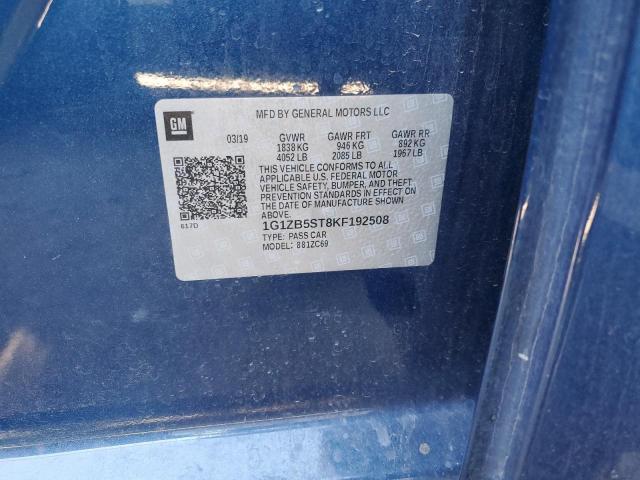 MFD BY GENERAL MOTORS LLC
GM
03/19 GVWR GAWR FRT GAWR RR
1838 KG 946 KG 892 KG
4052 LB 2085 LB 1967 LB
THIS VEHICLE CONFORMS TO ALL
APPLICABLE U.S. FEDERAL MOTOR
VEHICLE SAFETY, BUMPER, AND THEFT
PREVENTION STANDARDS IN EFFECT ON
THE DATE OF MANUFACTURE SHOWN ABOVE
617D 1G1ZB5ST8KF192508
TYPE: PASS CAR
MODEL: 881ZC69